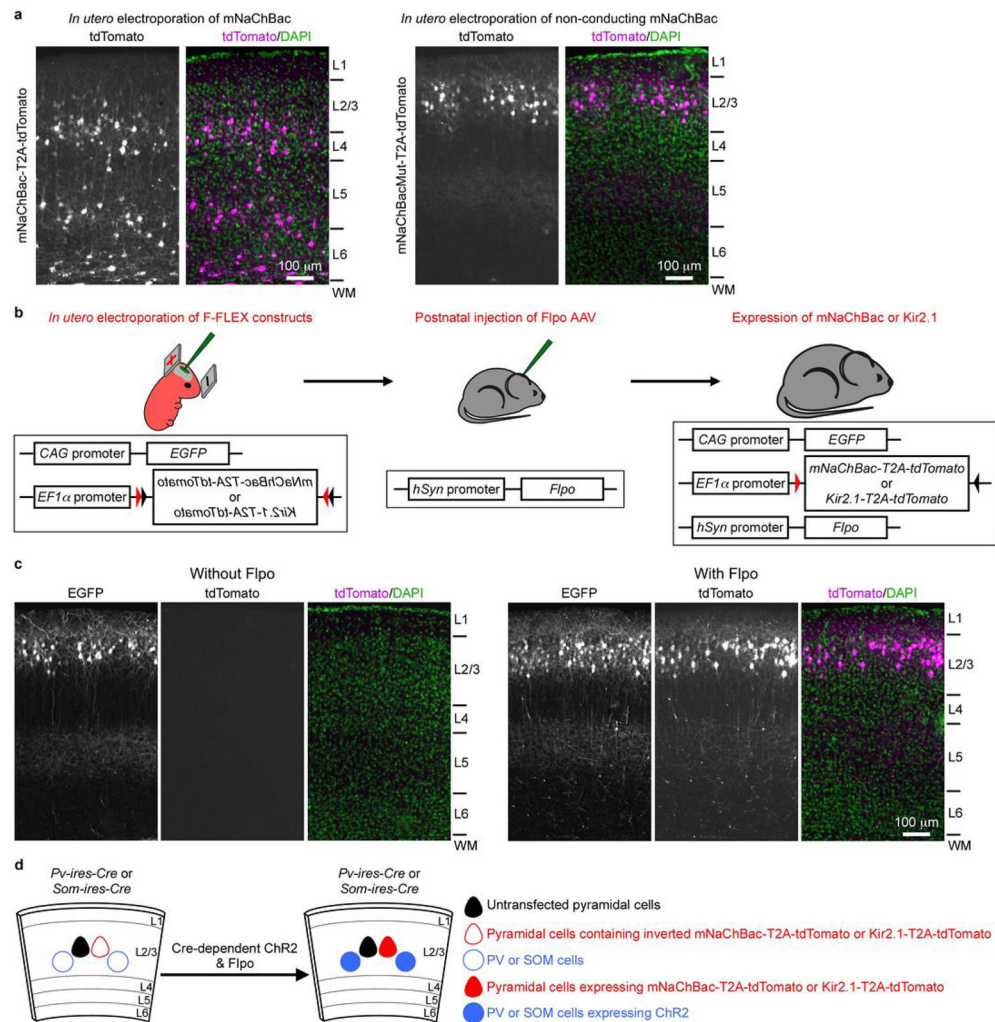 a
In utero electroporation of mNaChBac
tdTomato
tdTomato/DAPI
mNaChBac-T2A-tdTomato
L1
L2/3
L4
L5
L6
WM
100 μm
In utero electroporation of non-conducting mNaChBac
tdTomato
tdTomato/DAPI
mNaChBacMut-T2A-tdTomato
L1
L2/3
L4
L5
L6
WM
100 μm
b
In utero electroporation of F-FLEX constructs
Postnatal injection of Flpo AAV
Expression of mNaChBac or Kir2.1
+
CAG promoter
EGFP
EF1α promoter
mNaChBac-T2A-tdTomato
or
Kir2.1-T2A-tdTomato
hSyn promoter
Flpo
CAG promoter
EGFP
EF1α promoter
mNaChBac-T2A-tdTomato
or
Kir2.1-T2A-tdTomato
hSyn promoter
Flpo
c
Without Flpo
EGFP
tdTomato
tdTomato/DAPI
L1
L2/3
L4
L5
L6
WM
With Flpo
EGFP
tdTomato
tdTomato/DAPI
L1
L2/3
L4
L5
L6
WM
100 μm
d
Pv-ires-Cre or
Som-ires-Cre
L1
L2/3
L4
L5
L6
Cre-dependent ChR2
& Flpo
Pv-ires-Cre or
Som-ires-Cre
L1
L2/3
L4
L5
L6
Untransfected pyramidal cells
Pyramidal cells containing inverted mNaChBac-T2A-tdTomato or Kir2.1-T2A-tdTomato
PV or SOM cells
Pyramidal cells expressing mNaChBac-T2A-tdTomato or Kir2.1-T2A-tdTomato
PV or SOM cells expressing ChR2